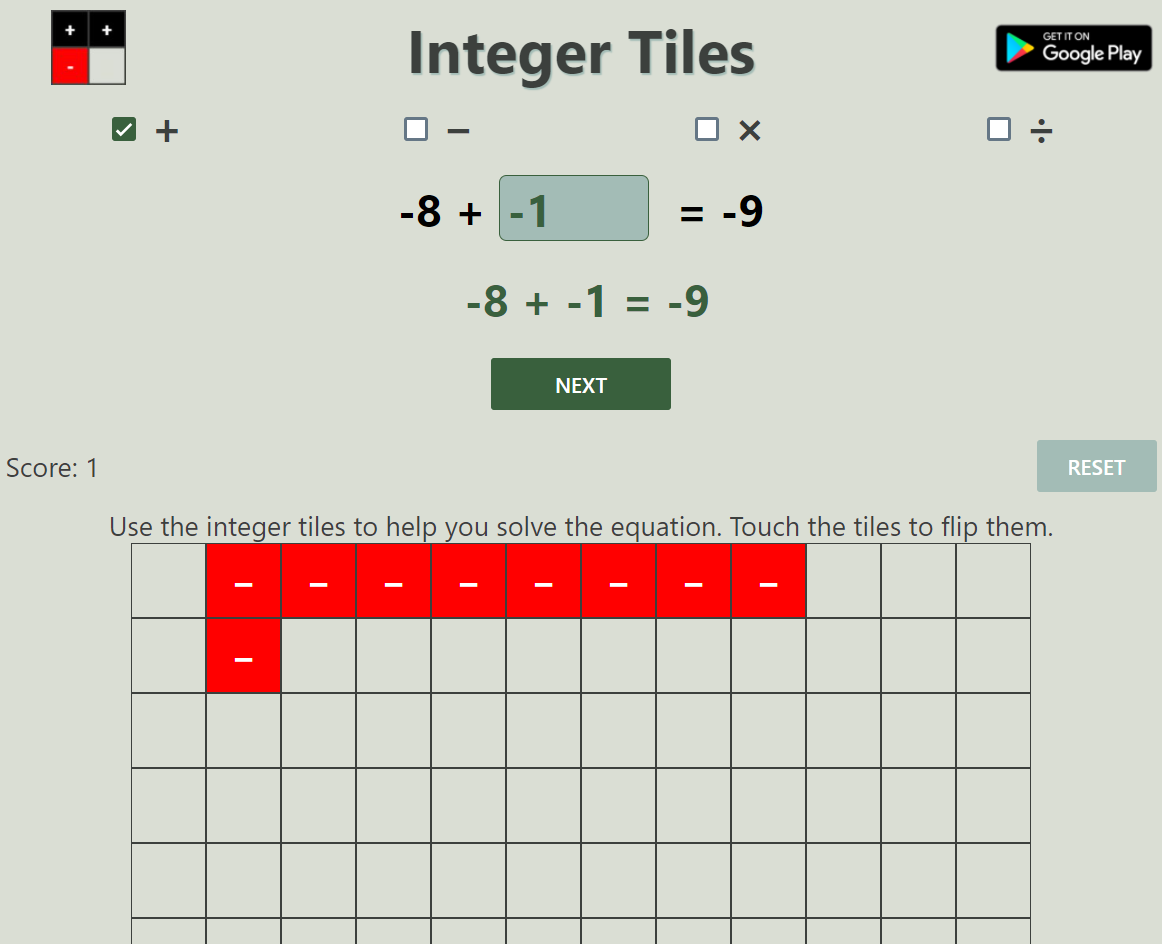 + +
-
Integer Tiles
GET IT ON
Google Play
+ − × ÷
-8 + -1 = -9
-8 + -1 = -9
NEXT
Score: 1
RESET
Use the integer tiles to help you solve the equation. Touch the tiles to flip them.
− − − − − − − −
−